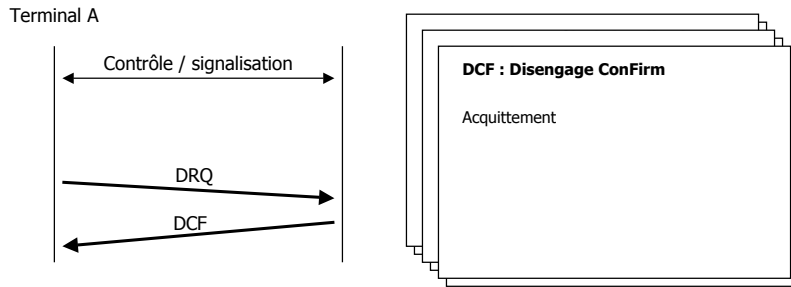 Terminal A
Contrôle / signalisation
DRQ
DCF
DCF : Disengage ConFirm
Acquittement